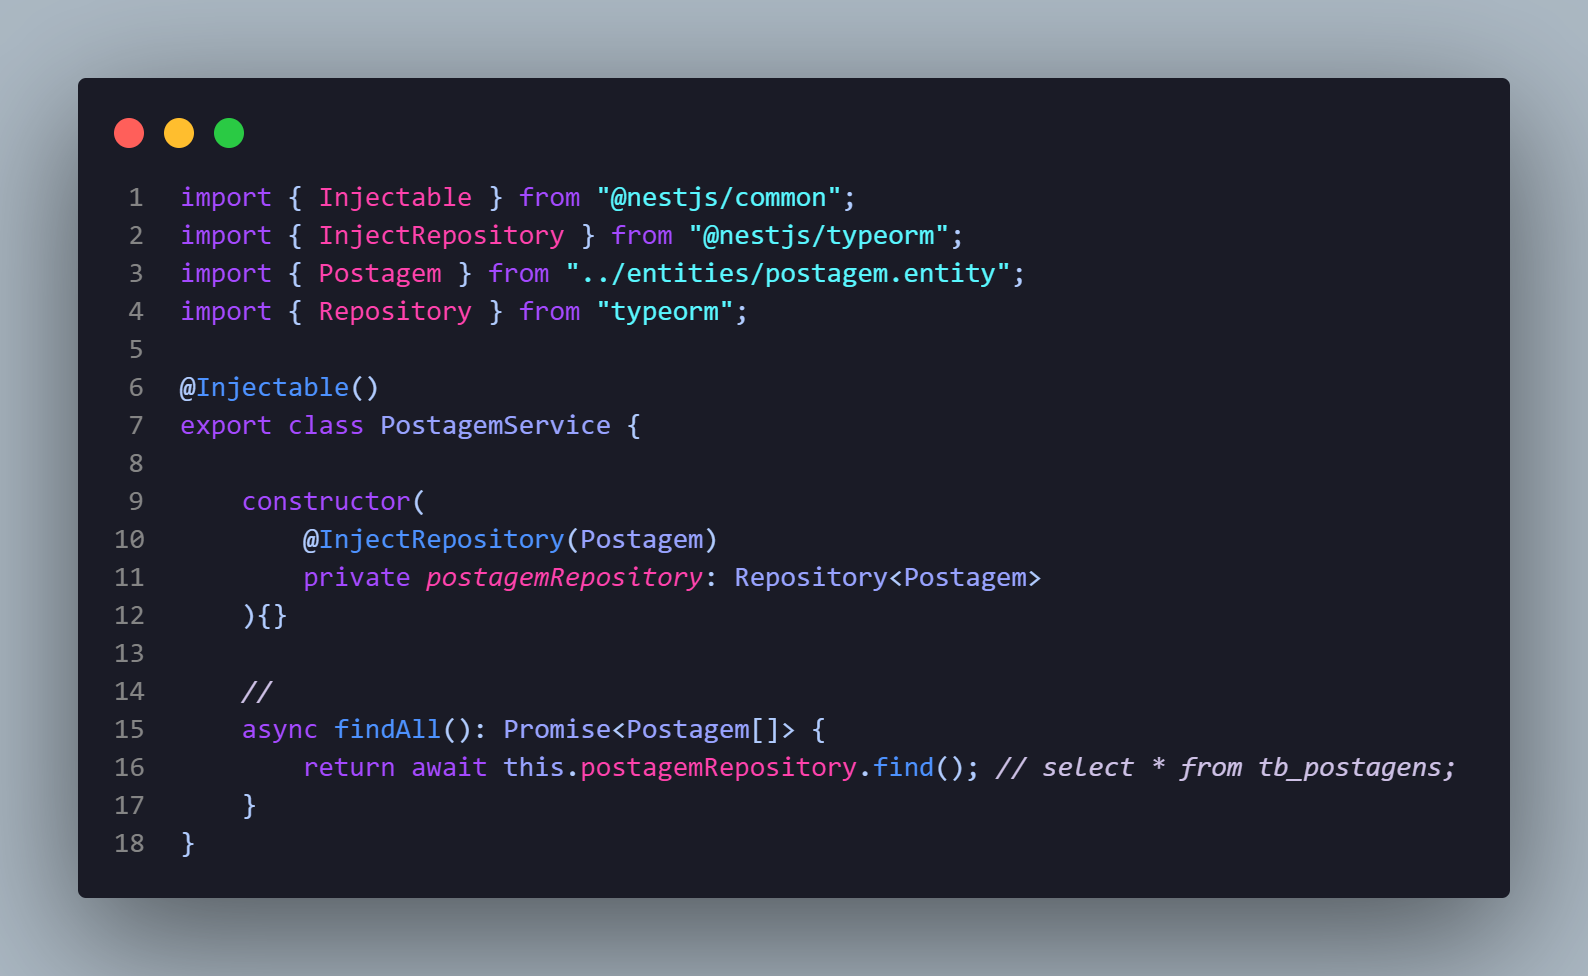 1 import { Injectable } from "@nestjs/common";
2 import { InjectRepository } from "@nestjs/typeorm";
3 import { Postagem } from "../entities/postagem.entity";
4 import { Repository } from "typeorm";
5
6 @Injectable()
7 export class PostagemService {
8
9     constructor(
10         @InjectRepository(Postagem)
11         private postagemRepository: Repository<Postagem>
12     ){}
13
14     //
15     async findAll(): Promise<Postagem[]> {
16         return await this.postagemRepository.find(); // select * from tb_postagens;
17     }
18 }